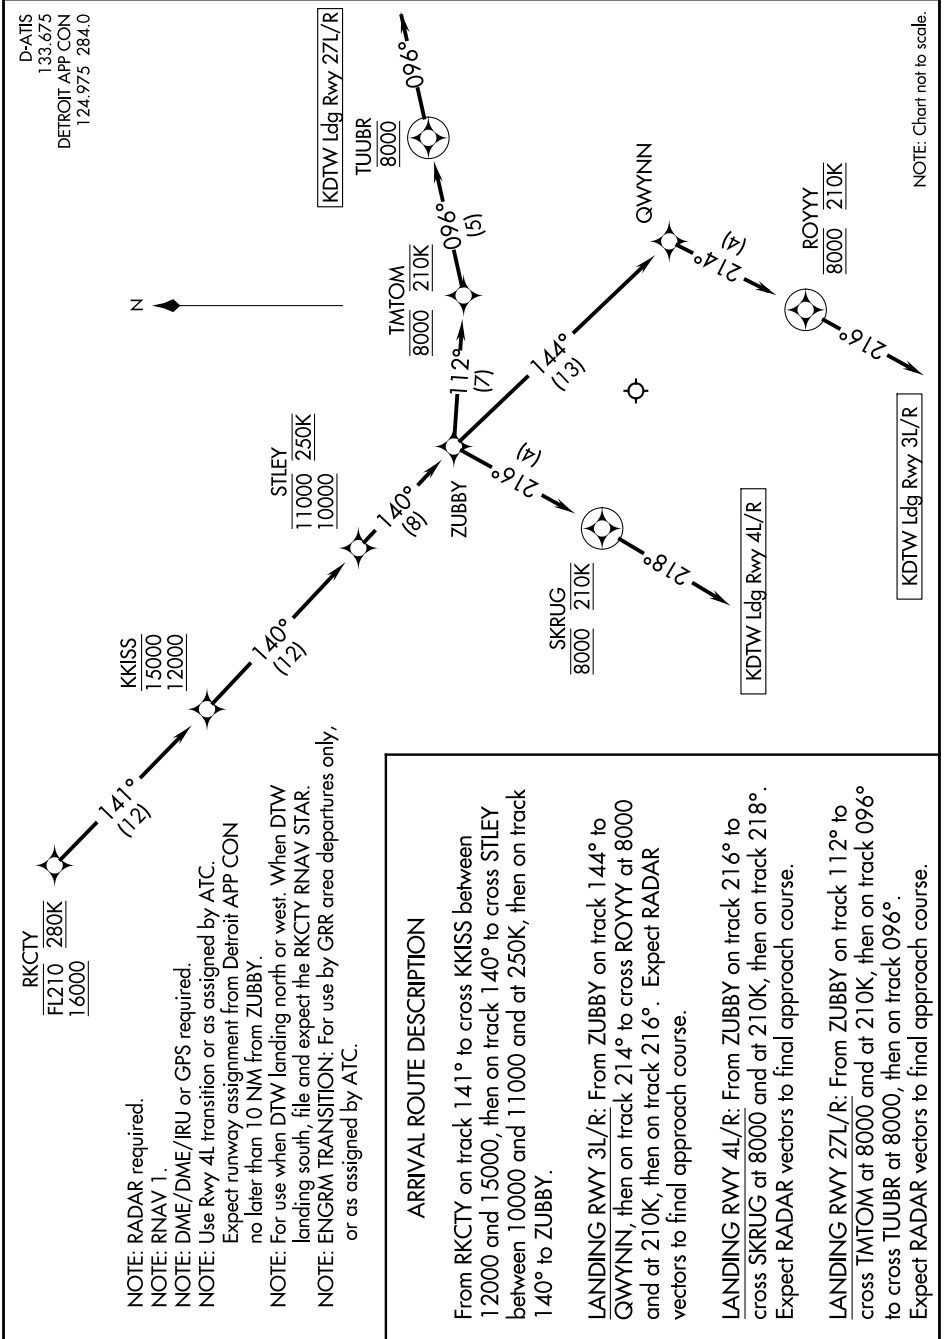 D-ATIS
133.675
DETROIT APP CON
124.975 284.0
RKCTY
FL210 280K
16000
141°
(12)
KKISS
15000
12000
140°
(12)
STLEY
11000 250K
10000
140°
(8)
ZUBBY
N
112°
(7)
TMTOM
8000 210K
096°
(5)
TUUBR
8000
096°
KDTW Ldg Rwy 27L/R
144°
(13)
QWYNN
214°
(4)
ROYYY
8000 210K
216°
KDTW Ldg Rwy 3L/R
216°
(4)
SKRUG
8000 210K
218°
KDTW Ldg Rwy 4L/R
NOTE: Chart not to scale.
NOTE: RADAR required.
NOTE: RNAV 1.
NOTE: DME/DME/IRU or GPS required.
NOTE: Use Rwy 4L transition or as assigned by ATC.
Expect runway assignment from Detroit APP CON
no later than 10 NM from ZUBBY.
NOTE: For use when DTW landing north or west. When DTW
landing south, file and expect the RKCTY RNAV STAR.
NOTE: ENGRM TRANSITION: For use by GRR area departures only,
or as assigned by ATC.
ARRIVAL ROUTE DESCRIPTION
From RKCTY on track 141° to cross KKISS between
12000 and 15000, then on track 140° to cross STLEY
between 10000 and 11000 and at 250K, then on track
140° to ZUBBY.
LANDING RWY 3L/R: From ZUBBY on track 144° to
QWYNN, then on track 214° to cross ROYYY at 8000
and at 210K, then on track 216°. Expect RADAR
vectors to final approach course.
LANDING RWY 4L/R: From ZUBBY on track 216° to
cross SKRUG at 8000 and at 210K, then on track 218°.
Expect RADAR vectors to final approach course.
LANDING RWY 27L/R: From ZUBBY on track 112° to
cross TMTOM at 8000 and at 210K, then on track 096°
to cross TUUBR at 8000, then on track 096°.
Expect RADAR vectors to final approach course.